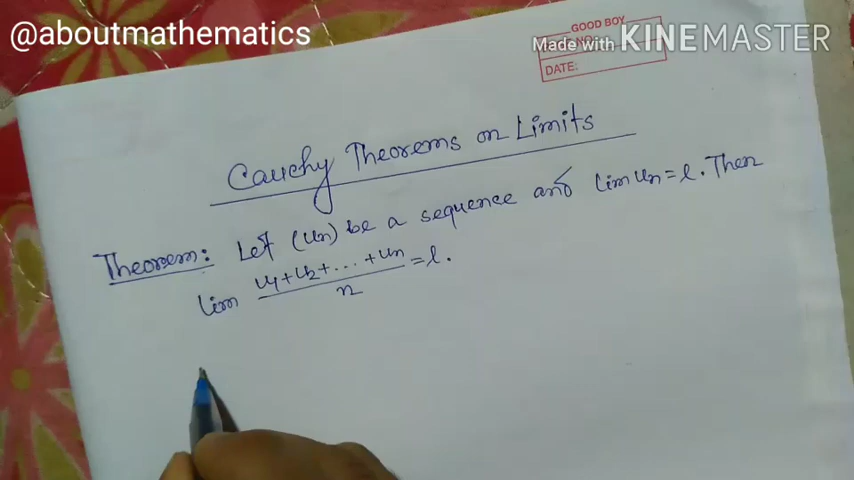 @aboutmathematics
GOOD BOY
Made with KINEMASTER
DATE:
Cauchy Theorems on Limits
Theorem: Let (un) be a sequence and lim un = l. Then
lim u1+u2+...+un / n = l.